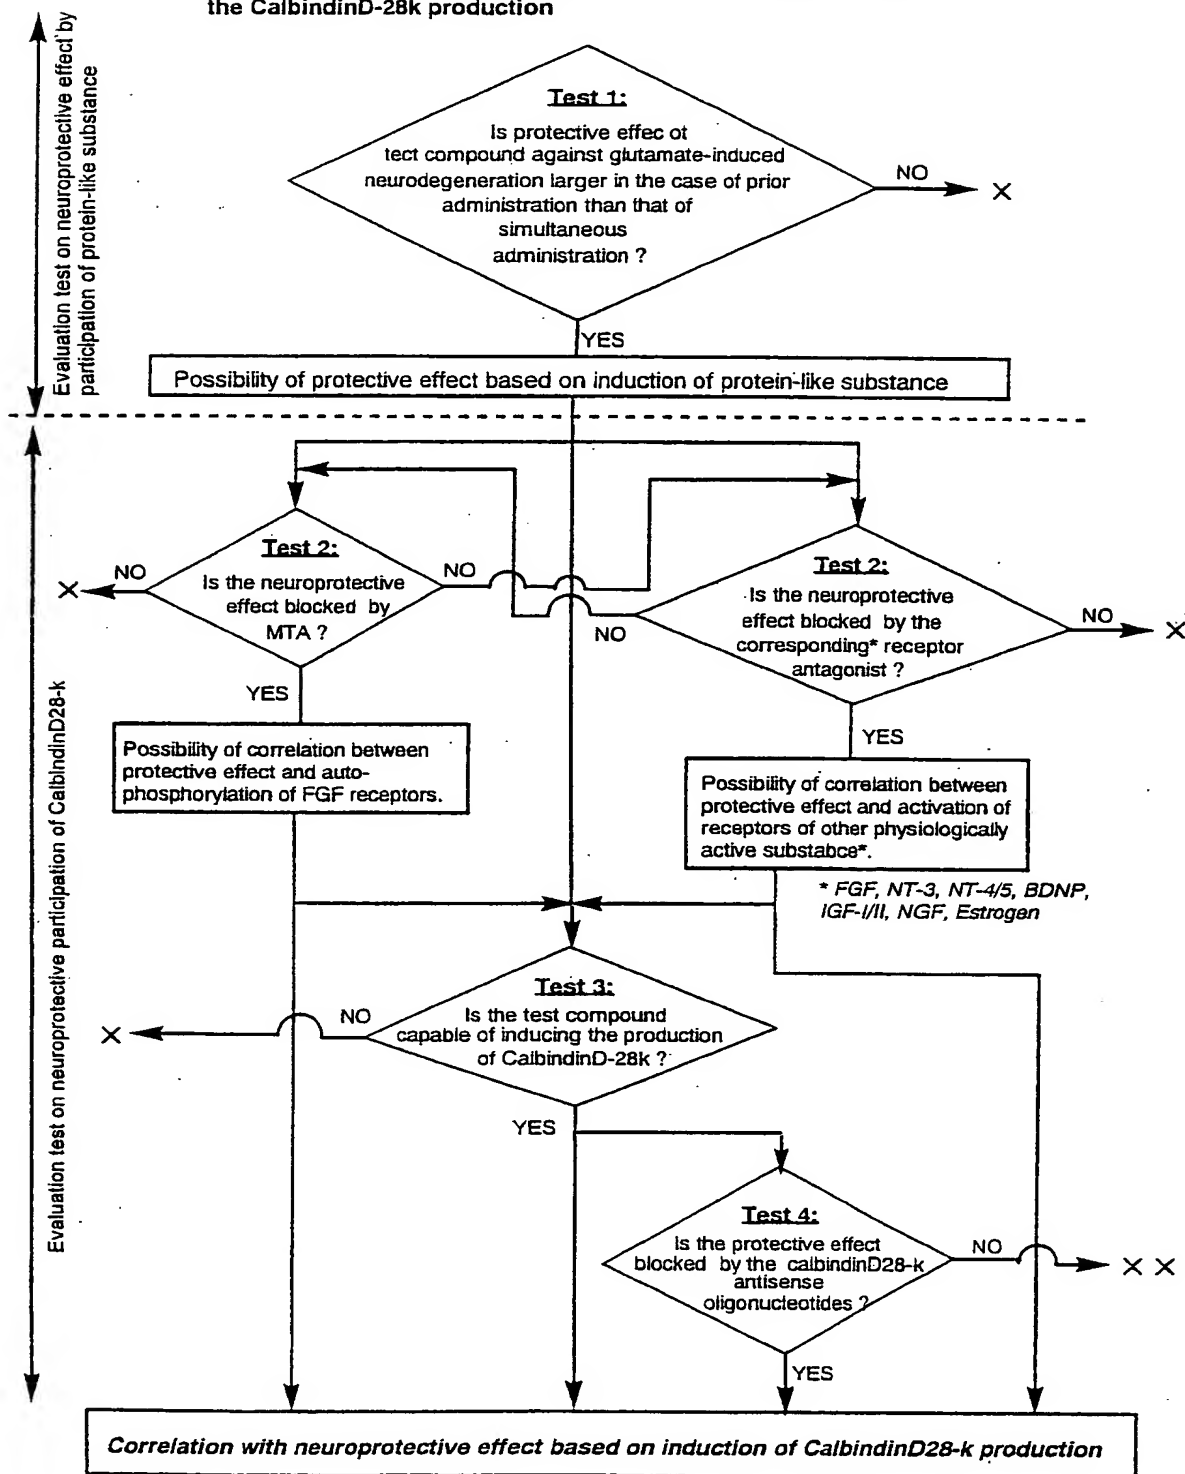 the CalbindinD-28k production
Evaluation test on neuroprotective effect by
participation of protein-like substance
Test 1:
Is protective effec ot
tect compound against glutamate-induced
neurodegeneration larger in the case of prior
administration than that of
simultaneous
administration ?
NO
X
YES
Possibility of protective effect based on induction of protein-like substance
Evaluation test on neuroprotective participation of CalbindinD28-k
Test 2:
Is the neuroprotective
effect blocked by
MTA ?
NO
X
NO
YES
Test 2:
Is the neuroprotective
effect blocked by the
corresponding* receptor
antagonist ?
NO
NO
X
YES
Possibility of correlation between
protective effect and auto-
phosphorylation of FGF receptors.
Possibility of correlation between
protective effect and activation of
receptors of other physiologically
active substabce*.
* FGF, NT-3, NT-4/5, BDNP,
IGF-I/II, NGF, Estrogen
Test 3:
Is the test compound
capable of inducing the production
of CalbindinD-28k ?
NO
X
YES
Test 4:
Is the protective effect
blocked by the calbindinD28-k
antisense
oligonucleotides ?
NO
X X
YES
Correlation with neuroprotective effect based on induction of CalbindinD28-k production